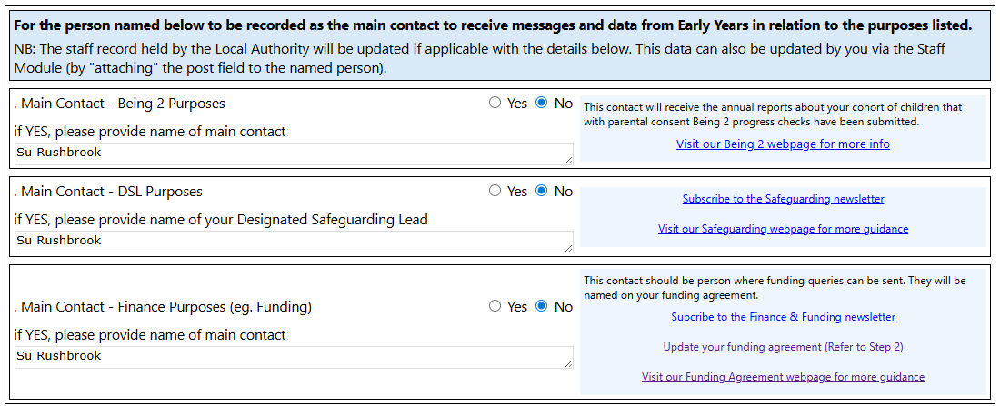 For the person named below to be recorded as the main contact to receive messages and data from Early Years in relation to the purposes listed.
NB: The staff record held by the Local Authority will be updated if applicable with the details below. This data can also be updated by you via the Staff
Module (by "attaching" the post field to the named person).
. Main Contact - Being 2 Purposes
Yes No
if YES, please provide name of main contact
Su Rushbrook
This contact will receive the annual reports about your cohort of children that
with parental consent Being 2 progress checks have been submitted.
Visit our Being 2 webpage for more info
. Main Contact - DSL Purposes
Yes No
if YES, please provide name of your Designated Safeguarding Lead
Su Rushbrook
Subscribe to the Safeguarding newsletter
Visit our Safeguarding webpage for more guidance
. Main Contact - Finance Purposes (eg. Funding)
Yes No
if YES, please provide name of main contact
Su Rushbrook
This contact should be person where funding queries can be sent. They will be
named on your funding agreement.
Subcribe to the Finance & Funding newsletter
Update your funding agreement (Refer to Step 2)
Visit our Funding Agreement webpage for more guidance